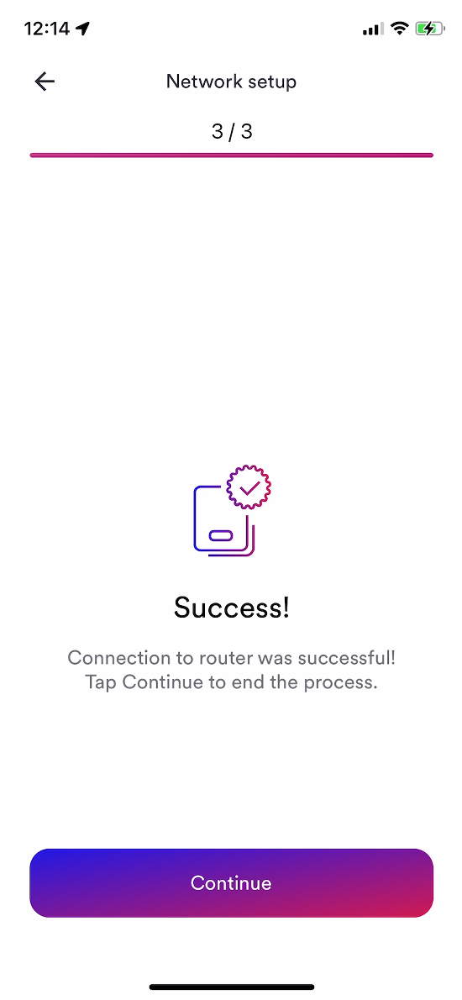 12:14
Network setup
3 / 3
Success!
Connection to router was successful!
Tap Continue to end the process.
Continue